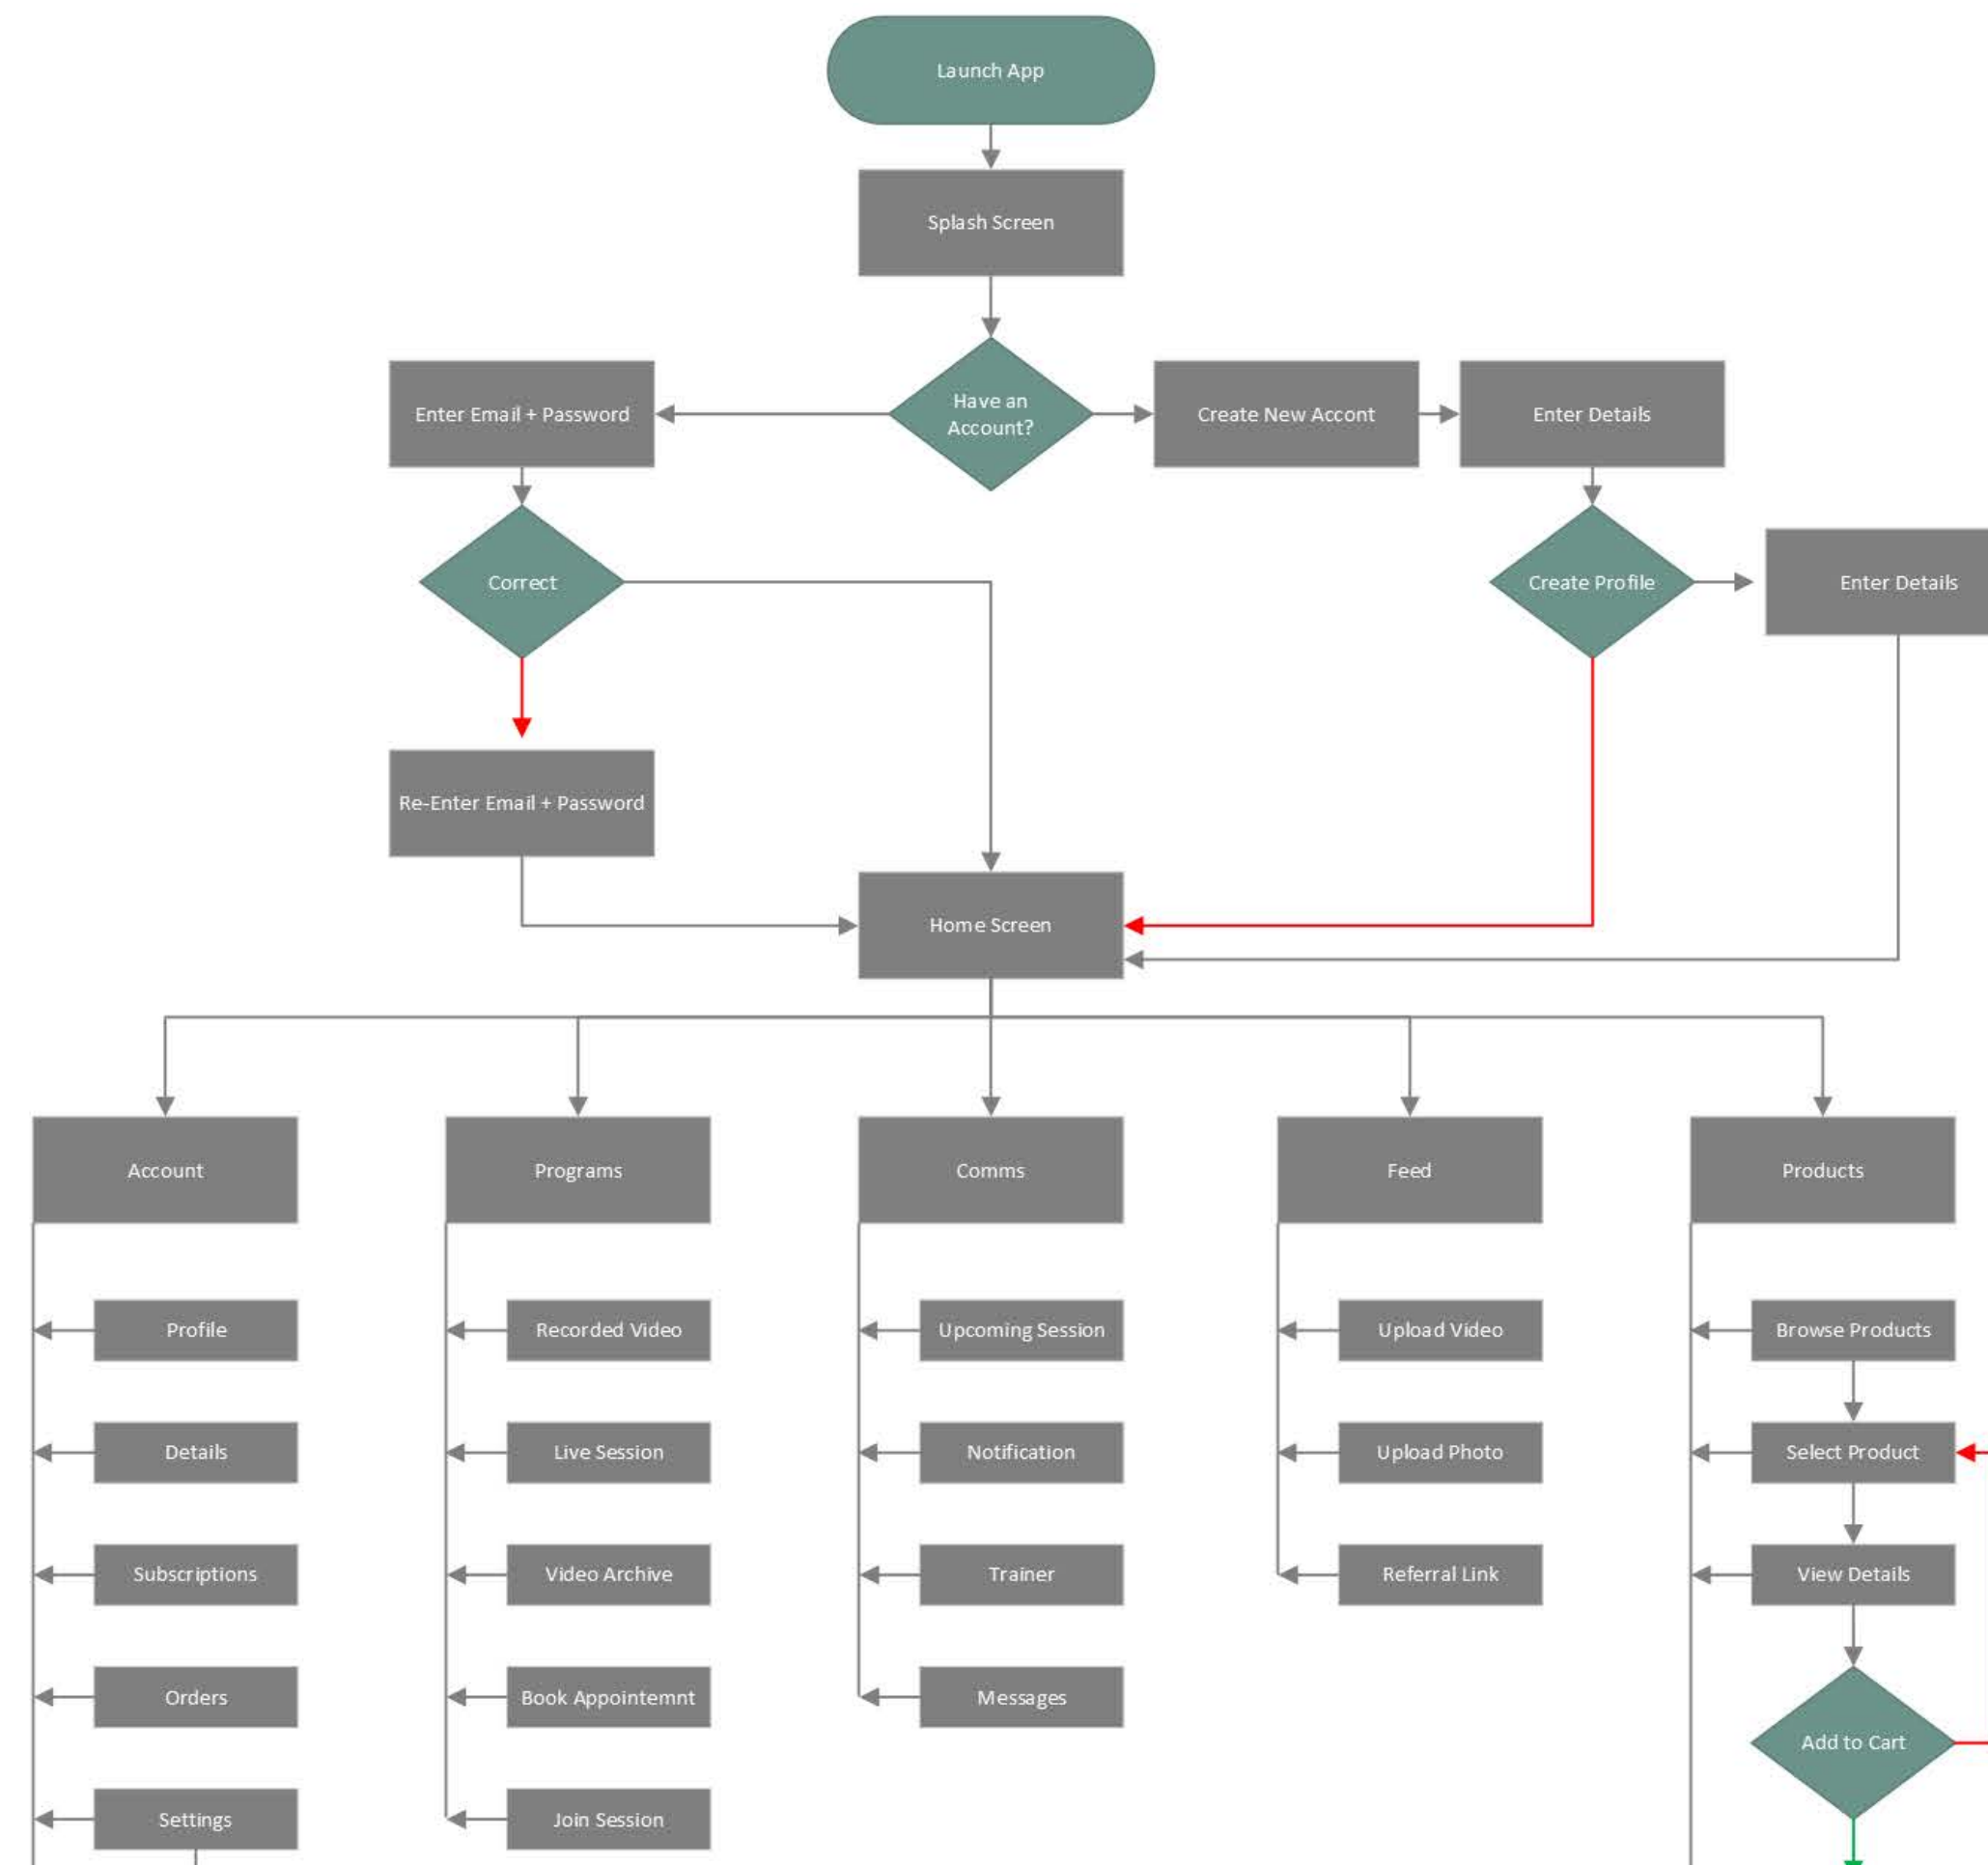 Launch App
Splash Screen
Enter Email + Password
Have an
Account?
Create New Accont
Enter Details
Correct
Create Profile
Enter Details
Re-Enter Email + Password
Home Screen
Account
Programs
Comms
Feed
Products
Profile
Recorded Video
Upcoming Session
Upload Video
Browse Products
Details
Live Session
Notification
Upload Photo
Select Product
Subscriptions
Video Archive
Trainer
Referral Link
View Details
Orders
Book Appointemnt
Messages
Add to Cart
Settings
Join Session